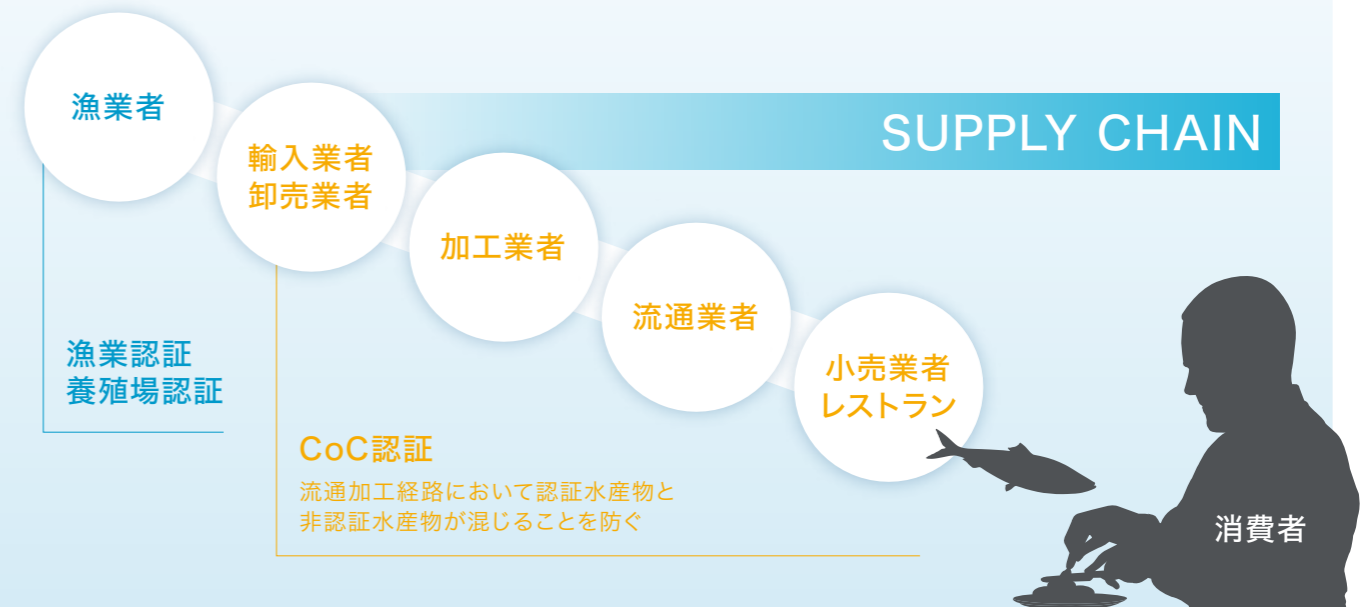 漁業者
SUPPLY CHAIN
輸入業者
卸売業者
加工業者
流通業者
小売業者
レストラン
漁業認証
養殖場認証
CoC認証
流通加工経路において認証水産物と
非認証水産物が混じることを防ぐ
消費者